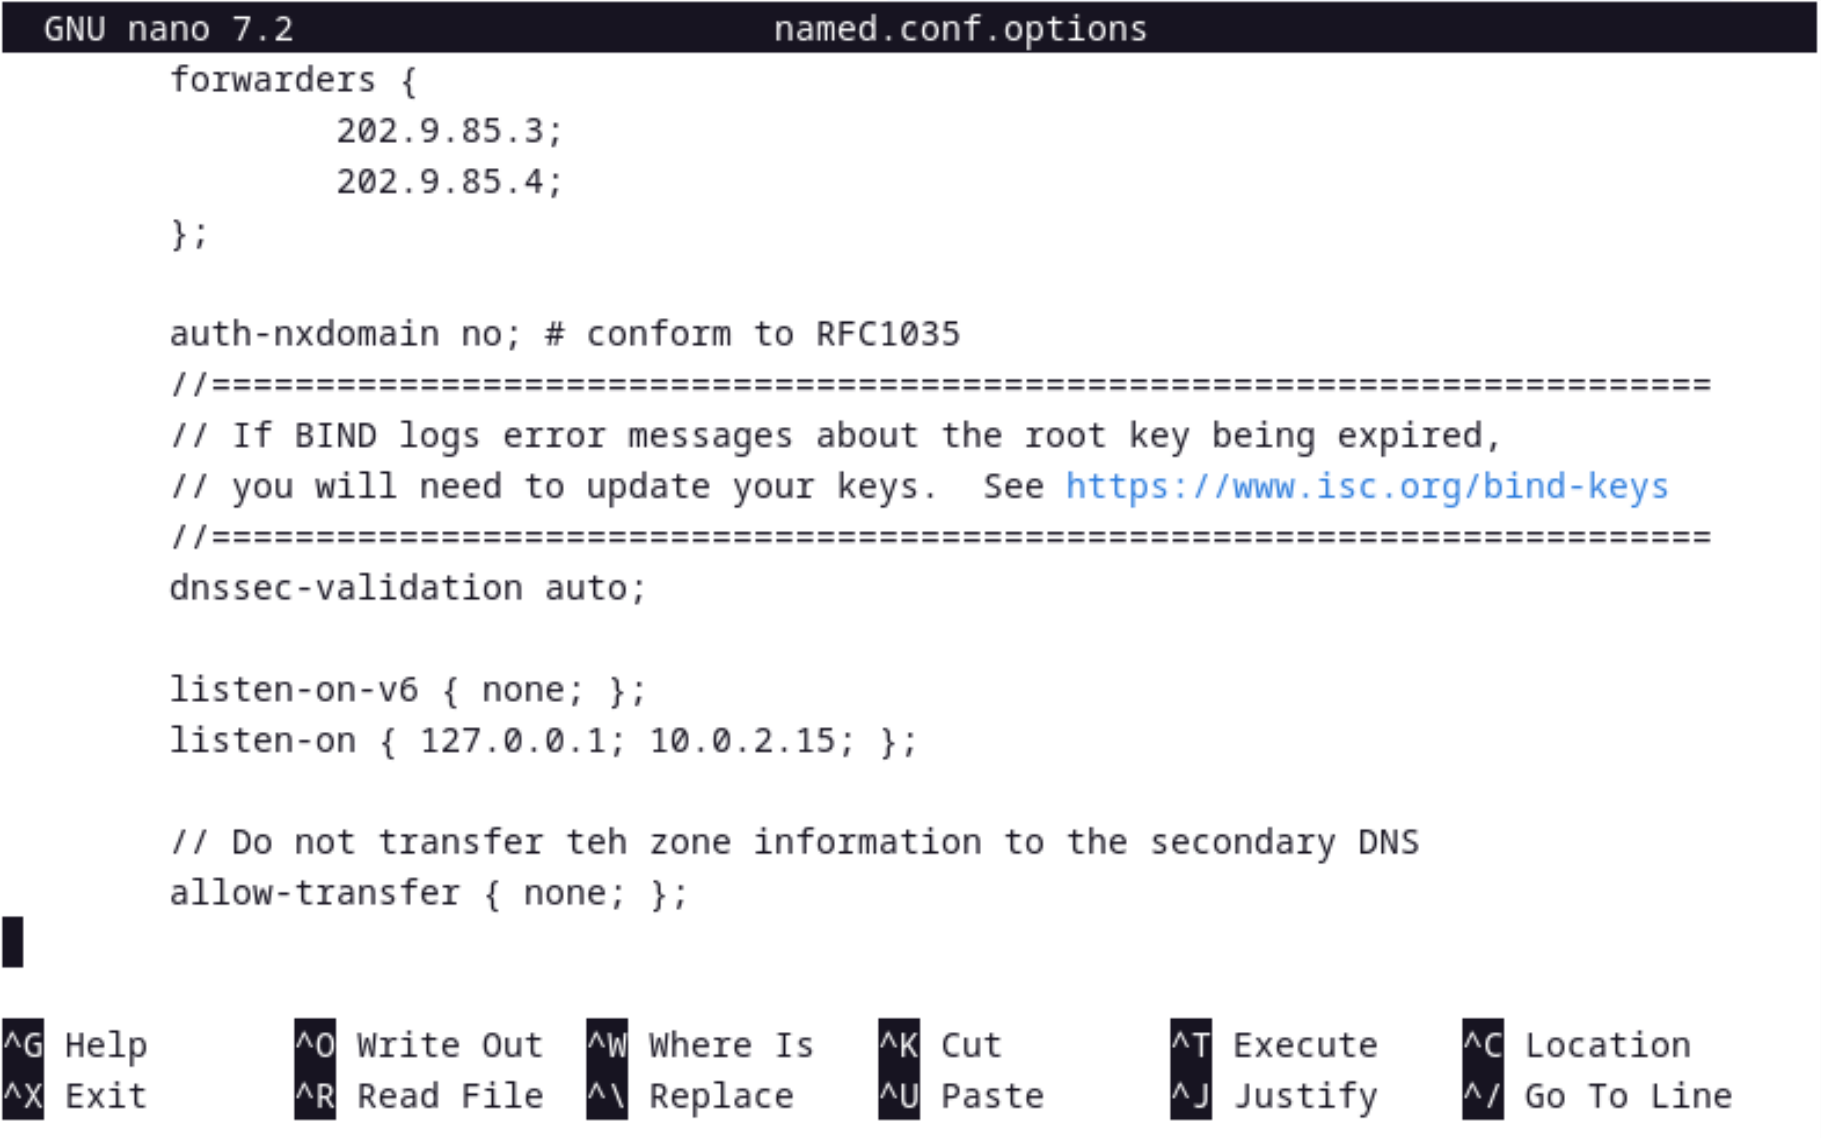 GNU nano 7.2 named.conf.options
forwarders {
202.9.85.3;
202.9.85.4;
};
auth-nxdomain no; # conform to RFC1035
//========================================================================
// If BIND logs error messages about the root key being expired,
// you will need to update your keys.  See https://www.isc.org/bind-keys
//========================================================================
dnssec-validation auto;
listen-on-v6 { none; };
listen-on { 127.0.0.1; 10.0.2.15; };
// Do not transfer teh zone information to the secondary DNS
allow-transfer { none; };
^G Help ^O Write Out ^W Where Is ^K Cut ^T Execute ^C Location
^X Exit ^R Read File ^\ Replace ^U Paste ^J Justify ^/ Go To Line